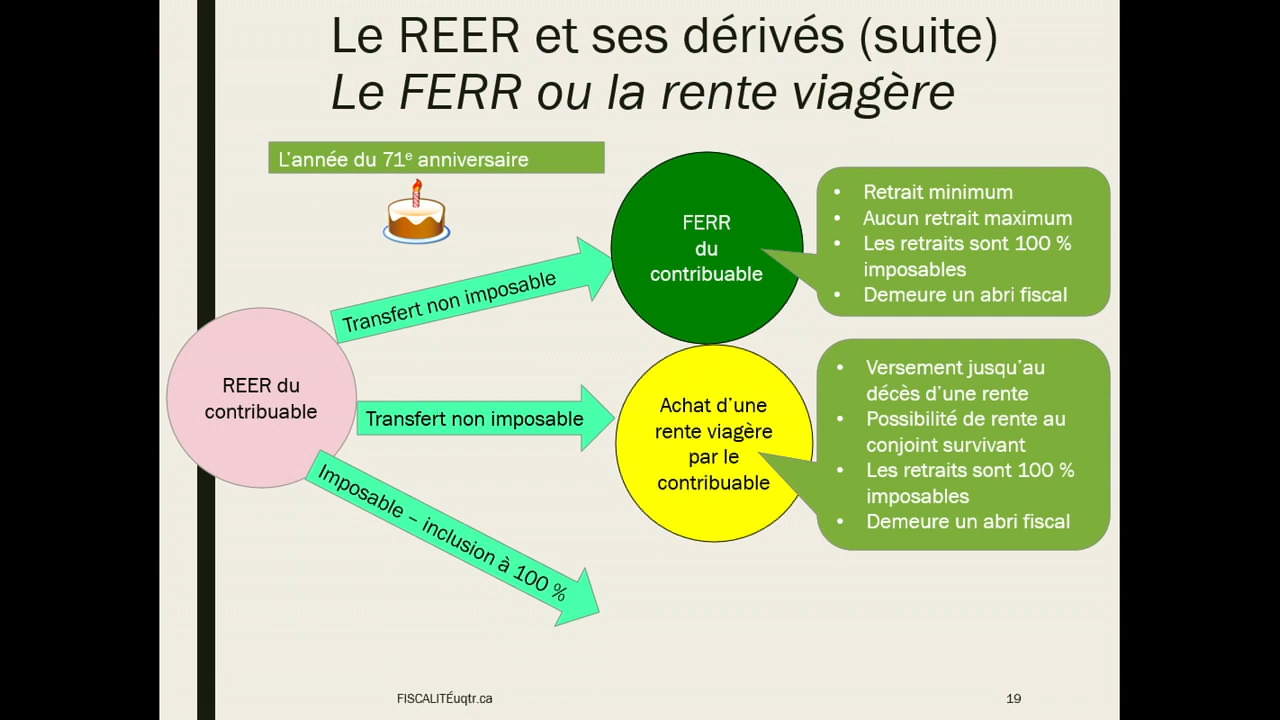 Le REER et ses dérivés (suite)
Le FERR ou la rente viagère
L'année du 71e anniversaire
REER du
contribuable
Transfert non imposable
Transfert non imposable
Imposable – inclusion à 100 %
FERR
du
contribuable
• Retrait minimum
• Aucun retrait maximum
• Les retraits sont 100 %
imposables
• Demeure un abri fiscal
Achat d'une
rente viagère
par le
contribuable
• Versement jusqu'au
décès d'une rente
• Possibilité de rente au
conjoint survivant
• Les retraits sont 100 %
imposables
• Demeure un abri fiscal
FISCALITÉuqtr.ca
19